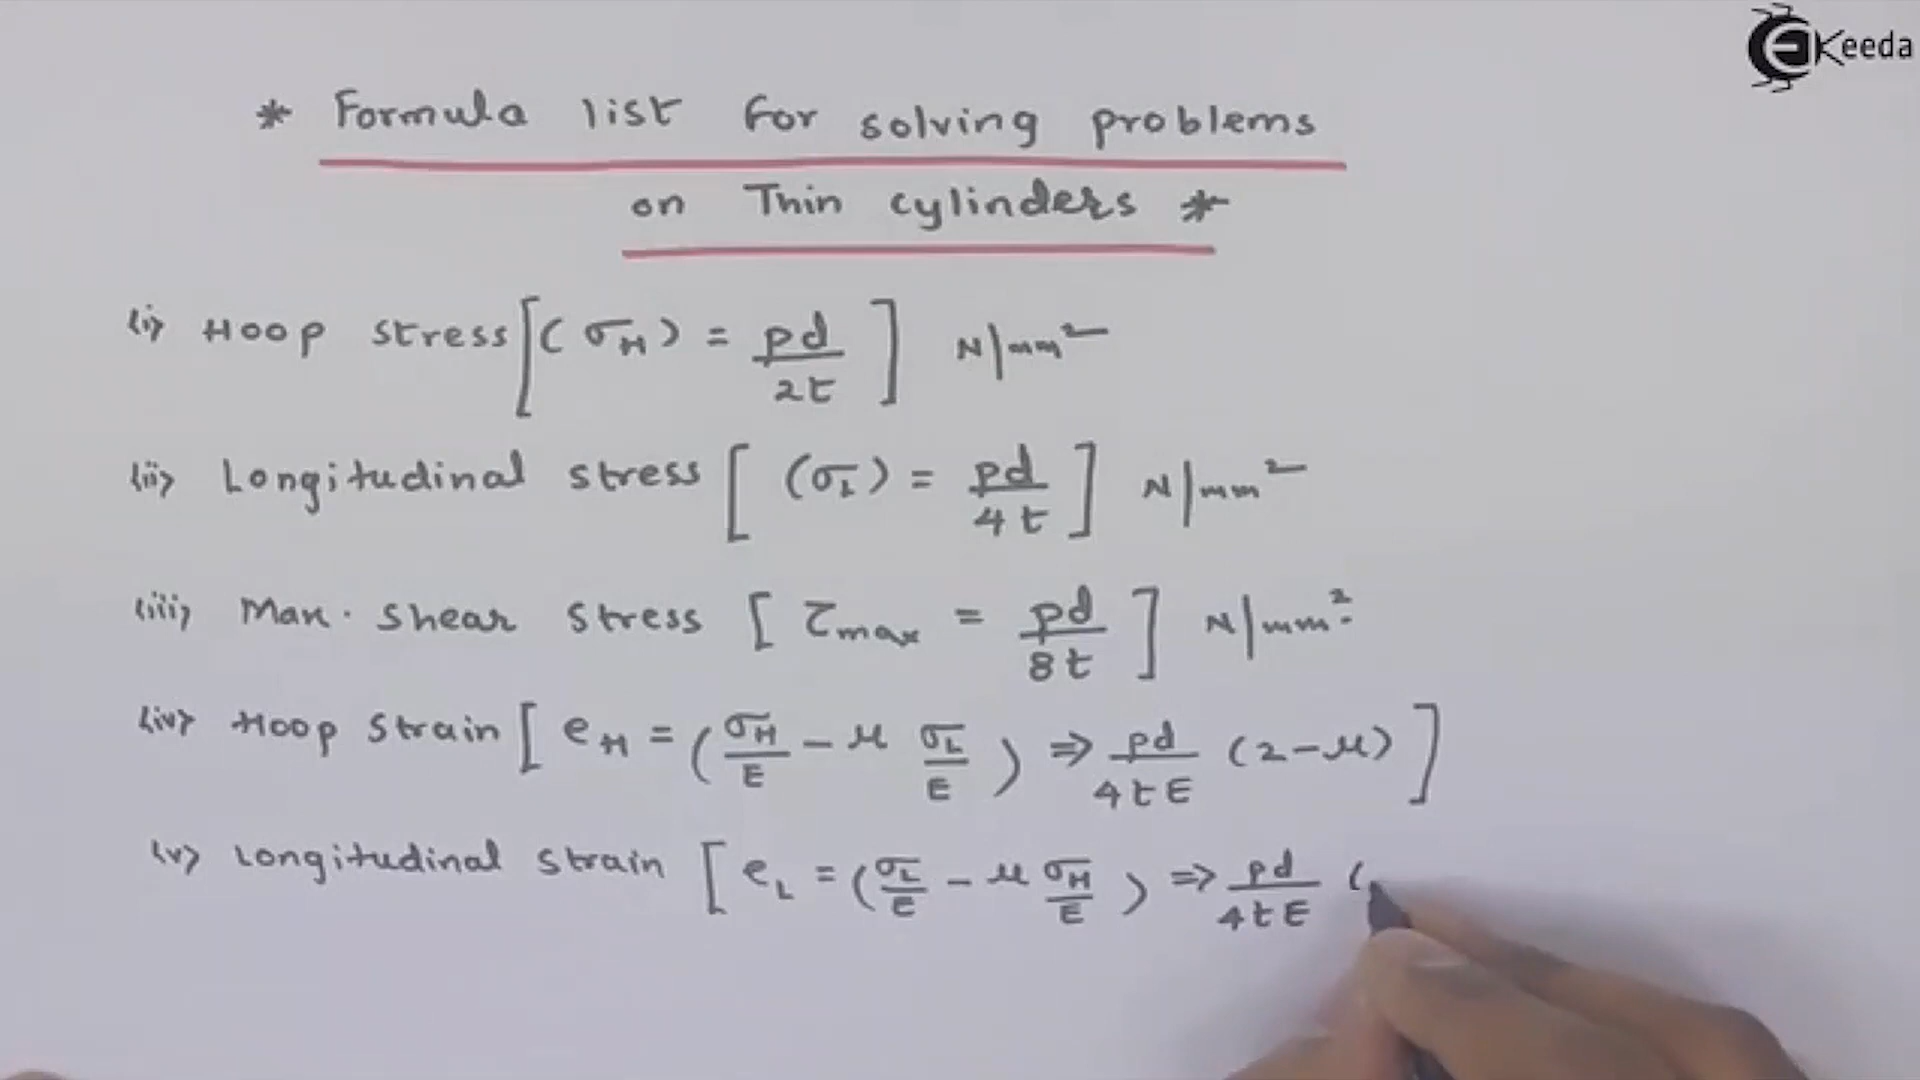 EKeeda
* Formula list for solving problems
on Thin cylinders *
(i) Hoop stress [(σH) = pd/2t] N/mm²
(ii) Longitudinal stress [(σL) = pd/4t] N/mm²
(iii) Max. shear stress [τmax = pd/8t] N/mm²
(iv) Hoop strain [eH = (σH/E - μ σL/E) ⇒ pd/4tE (2-μ)]
(v) Longitudinal strain [eL = (σL/E - μ σH/E) ⇒ pd/4tE (